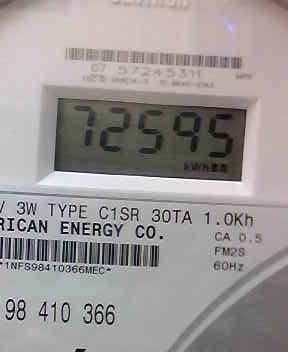 07 57245311
72595
kWH
V 3W TYPE C1SR 30TA 1.0Kh
RICAN ENERGY CO.
CA 0.5
FM2S
60Hz
*1NFS98410366MEC*
98 410 366